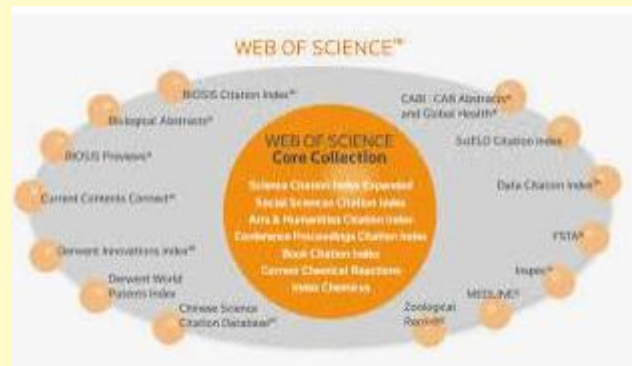 WEB OF SCIENCE™
BIOSIS Citation Index℠
Biological Abstracts®
BIOSIS Previews®
Current Contents Connect®
Derwent Innovations Index℠
Derwent World
Patents Index
Chinese Science
Citation Database℠
WEB OF SCIENCE
Core Collection
Science Citation Index Expanded
Social Sciences Citation Index
Arts & Humanities Citation Index
Conference Proceedings Citation Index
Book Citation Index
Current Chemical Reactions
Index Chemicus
CABI : CAB Abstracts®
and Global Health®
SciELO Citation Index
Data Citation Index℠
FSTA®
Inspec®
MEDLINE®
Zoological
Record®